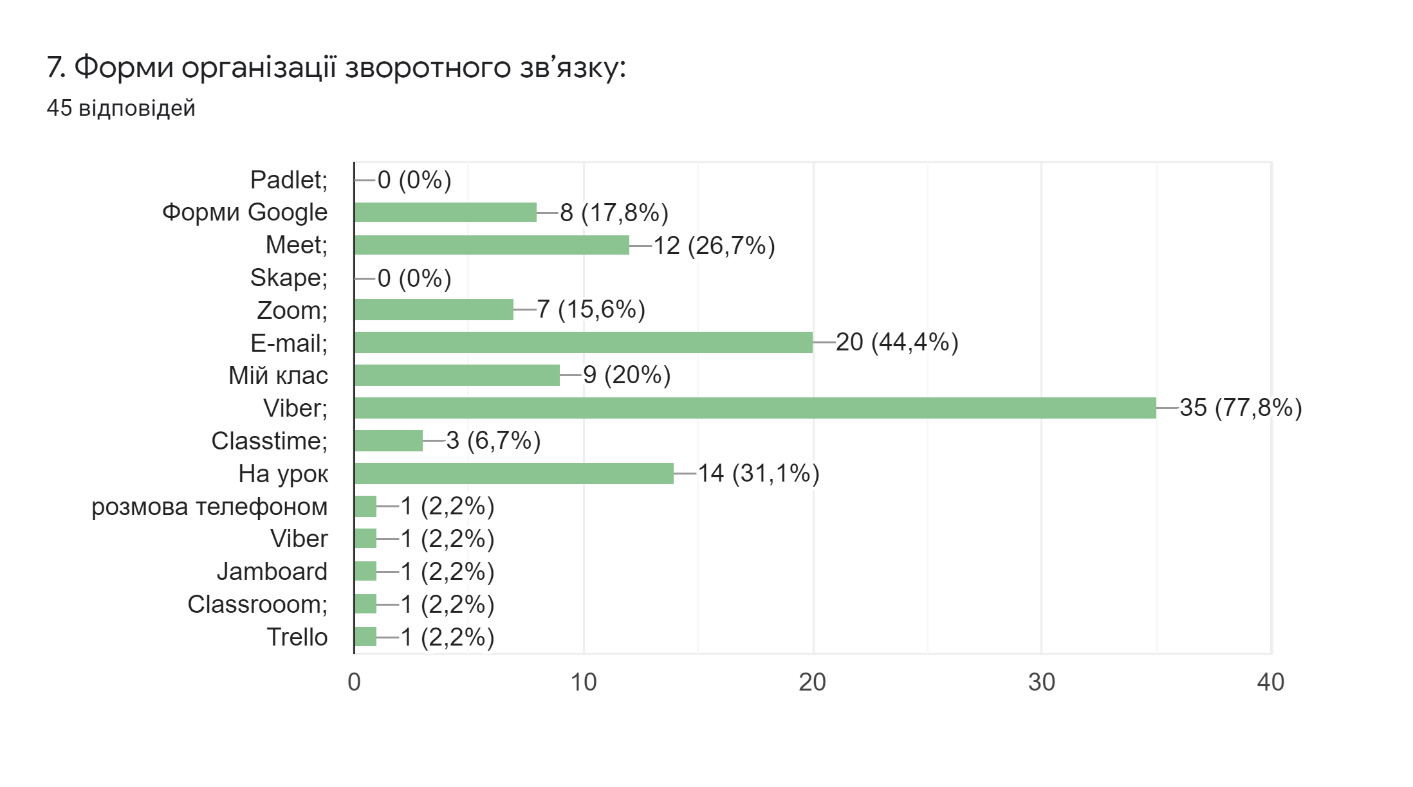 7. Форми організації зворотного зв’язку:
45 відповідей
Padlet; 0 (0%)
Форми Google 8 (17,8%)
Meet; 12 (26,7%)
Skape; 0 (0%)
Zoom; 7 (15,6%)
E-mail; 20 (44,4%)
Мій клас 9 (20%)
Viber; 35 (77,8%)
Classtime; 3 (6,7%)
На урок 14 (31,1%)
розмова телефоном 1 (2,2%)
Viber 1 (2,2%)
Jamboard 1 (2,2%)
Classrooom; 1 (2,2%)
Trello 1 (2,2%)
0 10 20 30 40